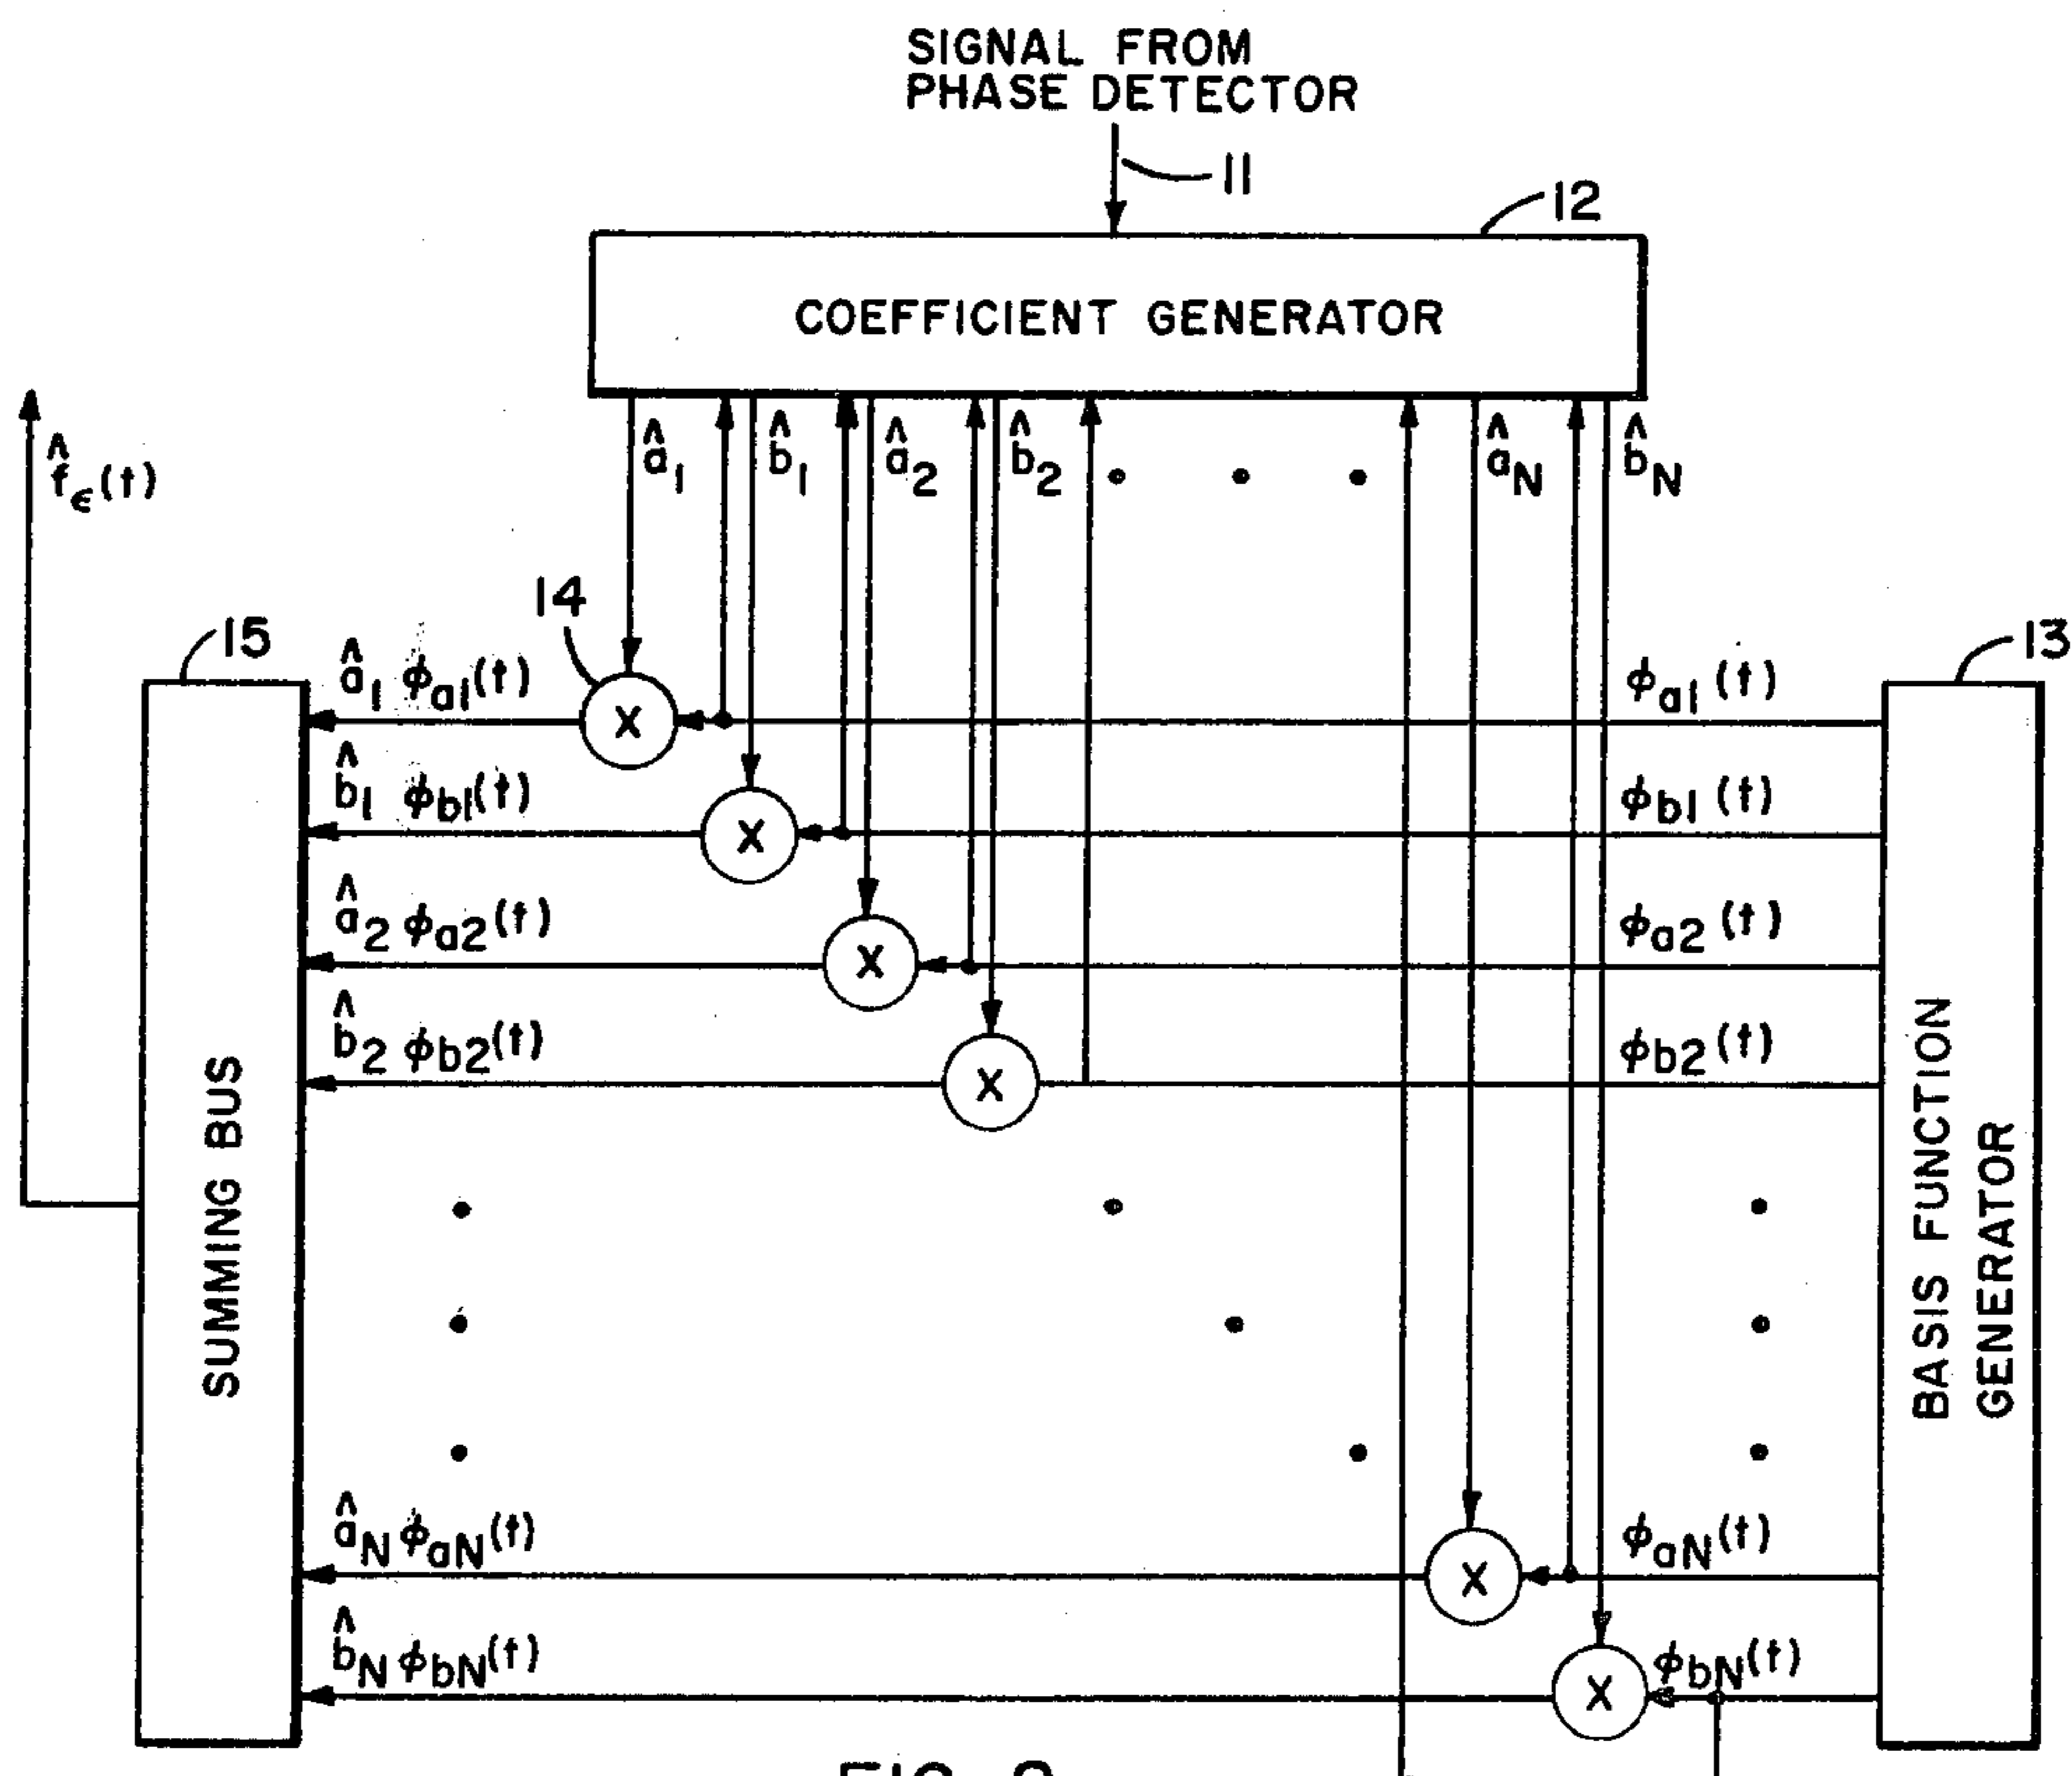 SIGNAL FROM
PHASE DETECTOR
11
12
COEFFICIENT GENERATOR
f̂ϵ(t)
â1
b̂1
â2
b̂2
âN
b̂N
14
15
13
â1 ϕa1(t)
ϕa1(t)
X
b̂1 ϕb1(t)
ϕb1(t)
X
â2 ϕa2(t)
ϕa2(t)
X
b̂2 ϕb2(t)
ϕb2(t)
X
SUMMING BUS
BASIS FUNCTION
GENERATOR
âN ϕaN(t)
ϕaN(t)
X
b̂N ϕbN(t)
ϕbN(t)
X